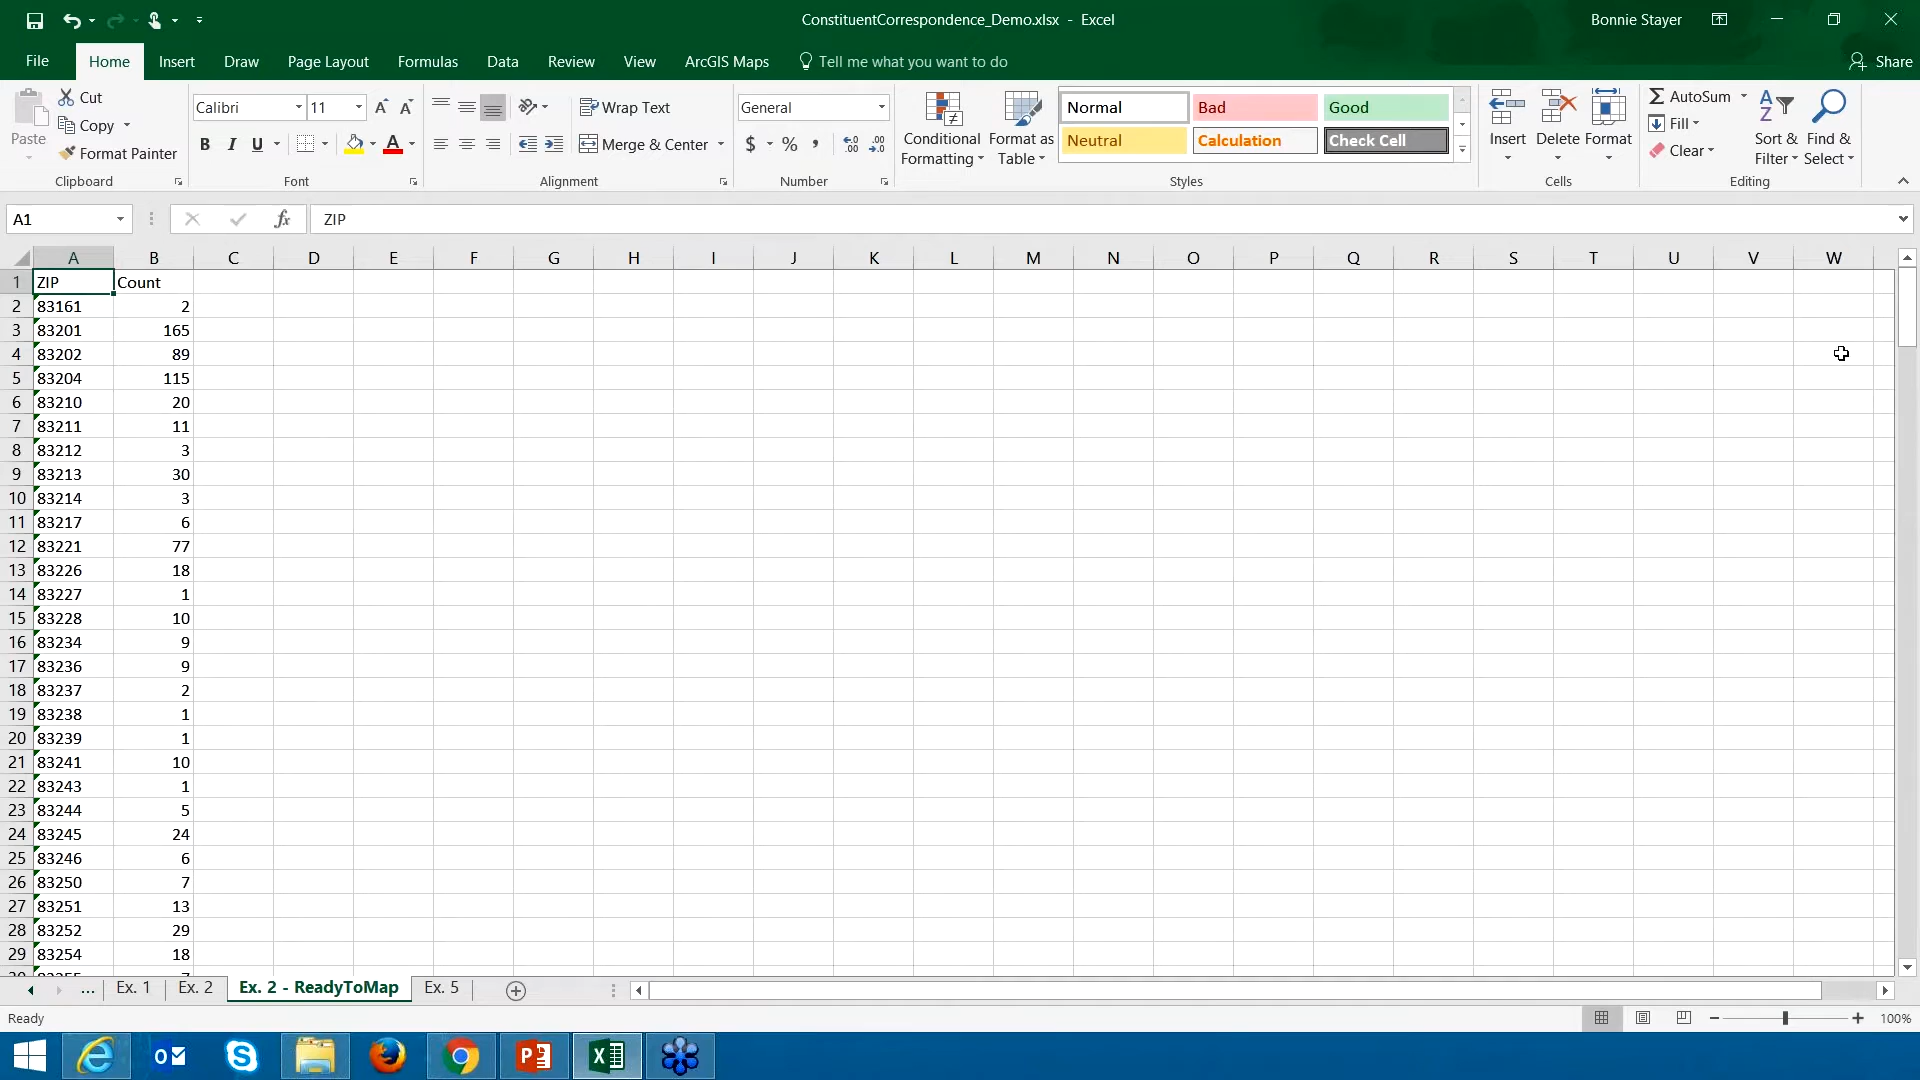 ConstituentCorrespondence_Demo.xlsx - Excel
Bonnie Stayer
File Home Insert Draw Page Layout Formulas Data Review View ArcGIS Maps Tell me what you want to do Share
Paste
Cut
Copy
Format Painter
Clipboard
Calibri 11
B I U
Font
Wrap Text
Merge & Center
Alignment
General
$ % ,
Number
Conditional Formatting
Format as Table
Normal Bad Good
Neutral Calculation Check Cell
Styles
Insert Delete Format
Cells
AutoSum
Fill
Clear
Sort & Filter
Find & Select
Editing
A1 fx ZIP
A B C D E F G H I J K L M N O P Q R S T U V W
1 ZIP Count
2 83161 2
3 83201 165
4 83202 89
5 83204 115
6 83210 20
7 83211 11
8 83212 3
9 83213 30
10 83214 3
11 83217 6
12 83221 77
13 83226 18
14 83227 1
15 83228 10
16 83234 9
17 83236 9
18 83237 2
19 83238 1
20 83239 1
21 83241 10
22 83243 1
23 83244 5
24 83245 24
25 83246 6
26 83250 7
27 83251 13
28 83252 29
29 83254 18
... Ex. 1 Ex. 2 Ex. 2 - ReadyToMap Ex. 5
Ready 100%